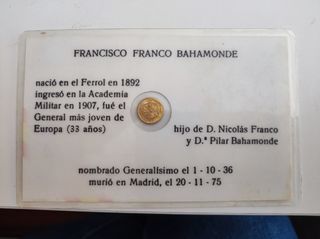 FRANCISCO FRANCO BAHAMONDE
nació en el Ferrol en 1892
ingresó en la Academia
Militar en 1907, fué el
General más joven de
Europa (33 años)
hijo de D. Nicolás Franco
y D.ª Pilar Bahamonde
nombrado Generalísimo el 1 - 10 - 36
murió en Madrid, el 20 - 11 - 75